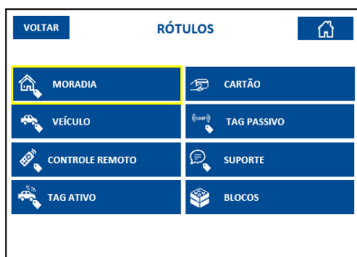 VOLTAR
RÓTULOS
MORADIA
CARTÃO
VEÍCULO
TAG PASSIVO
CONTROLE REMOTO
SUPORTE
TAG ATIVO
BLOCOS